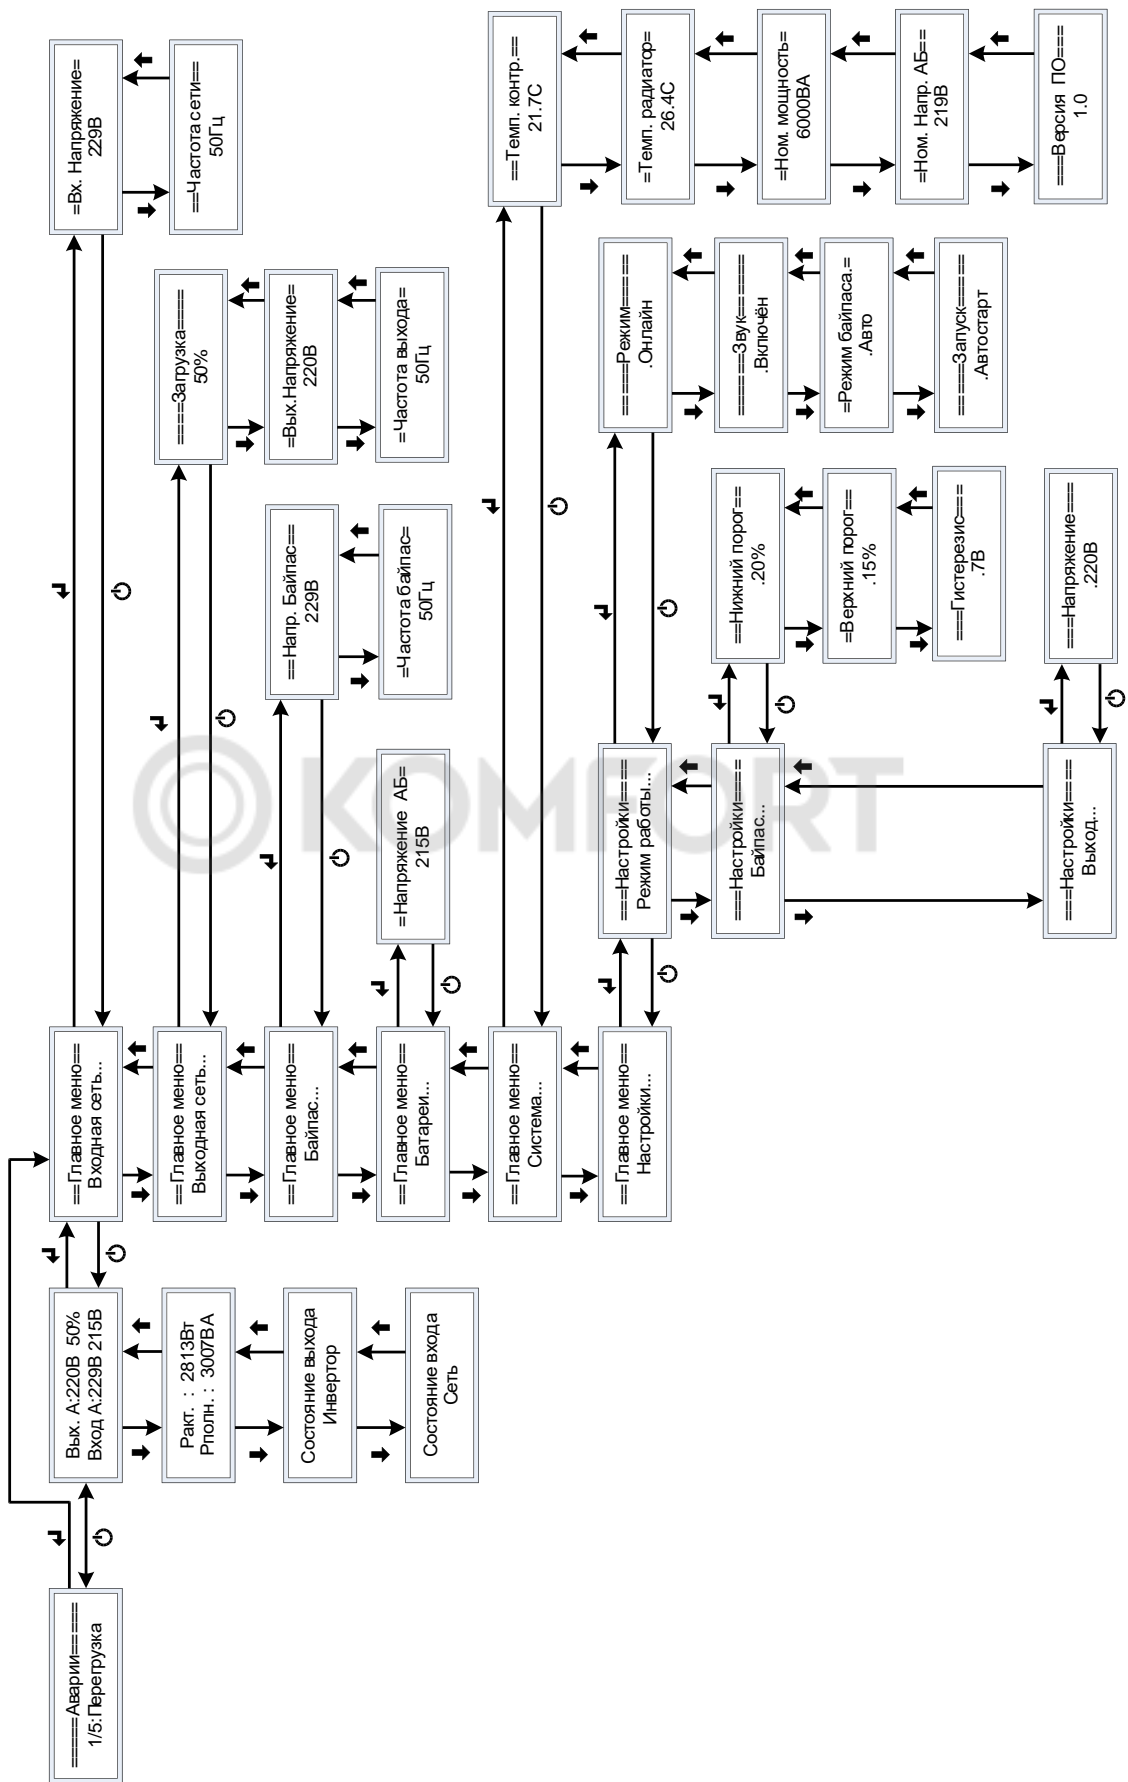 =====Аварии======
1/5:Перегрузка
Вых. А:220В 50%
Вход А:229В 215В
Pакт. : 2813Вт
Pполн. : 3007ВА
Состояние выхода
Инвертор
Состояние входа
Сеть
==Главное меню==
Входная сеть...
==Главное меню==
Выходная сеть...
==Главное меню==
Байпас...
==Главное меню==
Батареи...
==Главное меню==
Система...
==Главное меню==
Настройки...
=Вх. Напряжение=
229В
==Частота сети==
50Гц
====Загрузка====
50%
=Вых.Напряжение=
220В
=Частота выхода=
50Гц
==Напр. Байпас==
229В
=Частота байпас=
50Гц
=Напряжение АБ=
215В
==Темп. контр.==
21.7С
=Темп. радиатор=
26.4С
=Ном. мощность=
6000ВА
=Ном. Напр. АБ==
219В
===Версия ПО====
1.0
===Настройки====
Режим работы...
===Настройки====
Байпас...
===Настройки====
Выход...
======Режим=====
.Онлайн
======Звук======
.Включён
=Режим байпаса.=
.Авто
=====Запуск=====
.Автостарт
==Нижний порог==
.20%
=Верхний порог==
.15%
===Гистерезис===
.7В
===Напряжение===
.220В
KOMFORT